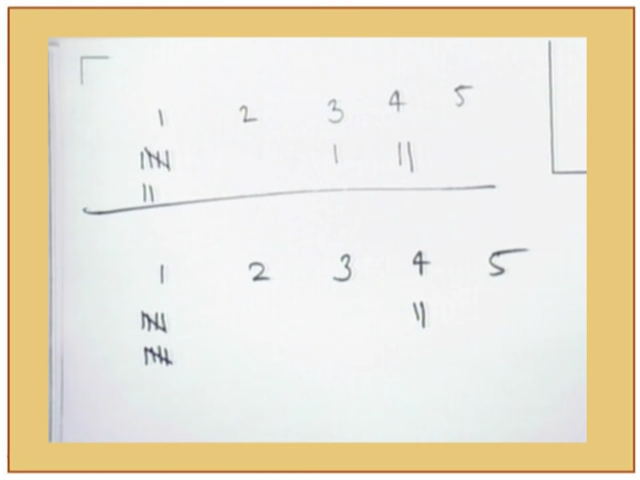 1 2 3 4 5
𝍸 | ||
||
1 2 3 4 5
𝍸 ||
𝍸